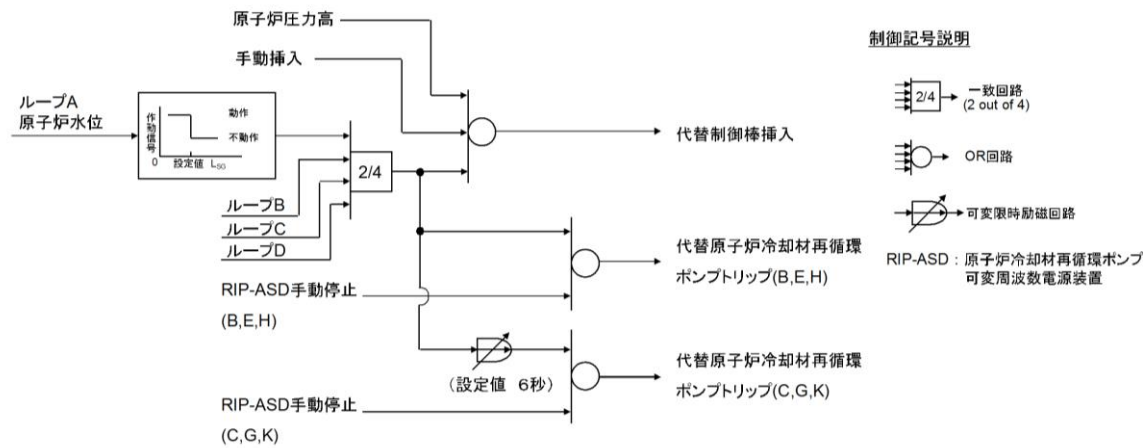 原子炉圧力高
手動挿入
ループA
原子炉水位
作動信号
動作
不動作
0
設定値 L50
2/4
ループB
ループC
ループD
代替制御棒挿入
RIP-ASD手動停止
(B,E,H)
代替原子炉冷却材再循環
ポンプトリップ(B,E,H)
(設定値 6秒)
RIP-ASD手動停止
(C,G,K)
代替原子炉冷却材再循環
ポンプトリップ(C,G,K)
制御記号説明
2/4
一致回路
(2 out of 4)
OR回路
可変限時励磁回路
RIP-ASD : 原子炉冷却材再循環ポンプ
可変周波数電源装置